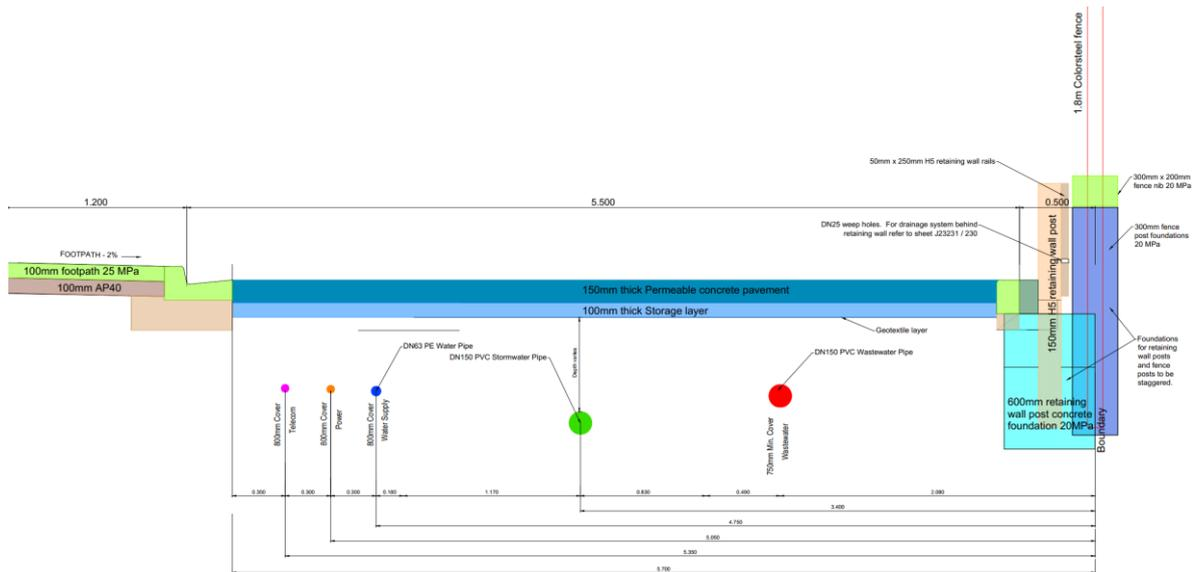 1.8m Colorsteel fence
50mm x 250mm H5 retaining wall rails
300mm x 200mm
fence nib 20 MPa
1.200
5.500
0.500
DN25 weep holes. For drainage system behind
retaining wall refer to sheet J23231 / 230
300mm fence
post foundations
20 MPa
FOOTPATH - 2%
100mm footpath 25 MPa
100mm AP40
150mm thick Permeable concrete pavement
100mm thick Storage layer
150mm H5 retaining wall post
Geotextile layer
DN63 PE Water Pipe
DN150 PVC Stormwater Pipe
Depth varies
DN150 PVC Wastewater Pipe
Foundations
for retaining
wall posts
and fence
posts to be
staggered.
600mm retaining
wall post concrete
foundation 20MPa
Boundary
800mm Cover
Telecom
600mm Cover
Power
800mm Cover
Water Supply
750mm Min. Cover
Wastewater
0.350
0.300
0.300
0.160
1.170
0.830
0.490
2.080
3.400
4.750
5.050
5.350
5.700